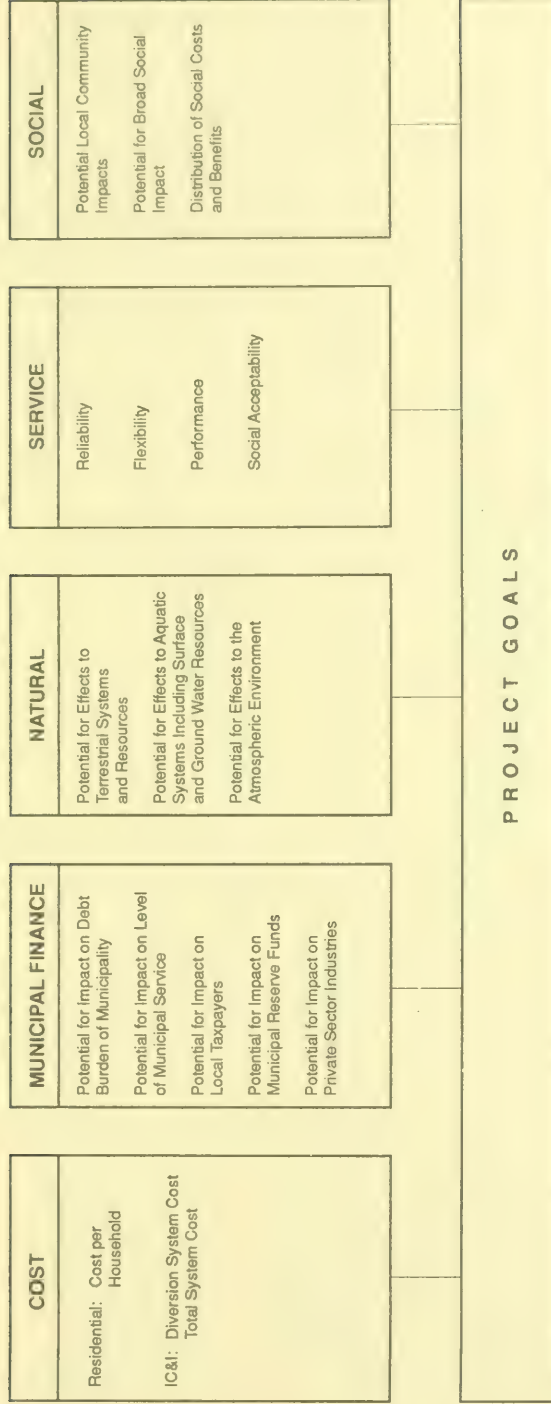 COST
Residential: Cost per
Household
IC&I: Diversion System Cost
Total System Cost
MUNICIPAL FINANCE
Potential for Impact on Debt
Burden of Municipality
Potential for Impact on Level
of Municipal Service
Potential for Impact on
Local Taxpayers
Potential for Impact on
Municipal Reserve Funds
Potential for Impact on
Private Sector Industries
NATURAL
Potential for Effects to
Terrestrial Systems
and Resources
Potential for Effects to Aquatic
Systems Including Surface
and Ground Water Resources
Potential for Effects to the
Atmospheric Environment
SERVICE
Reliability
Flexibility
Performance
Social Acceptability
SOCIAL
Potential Local Community
Impacts
Potential for Broad Social
Impact
Distribution of Social Costs
and Benefits
PROJECT GOALS